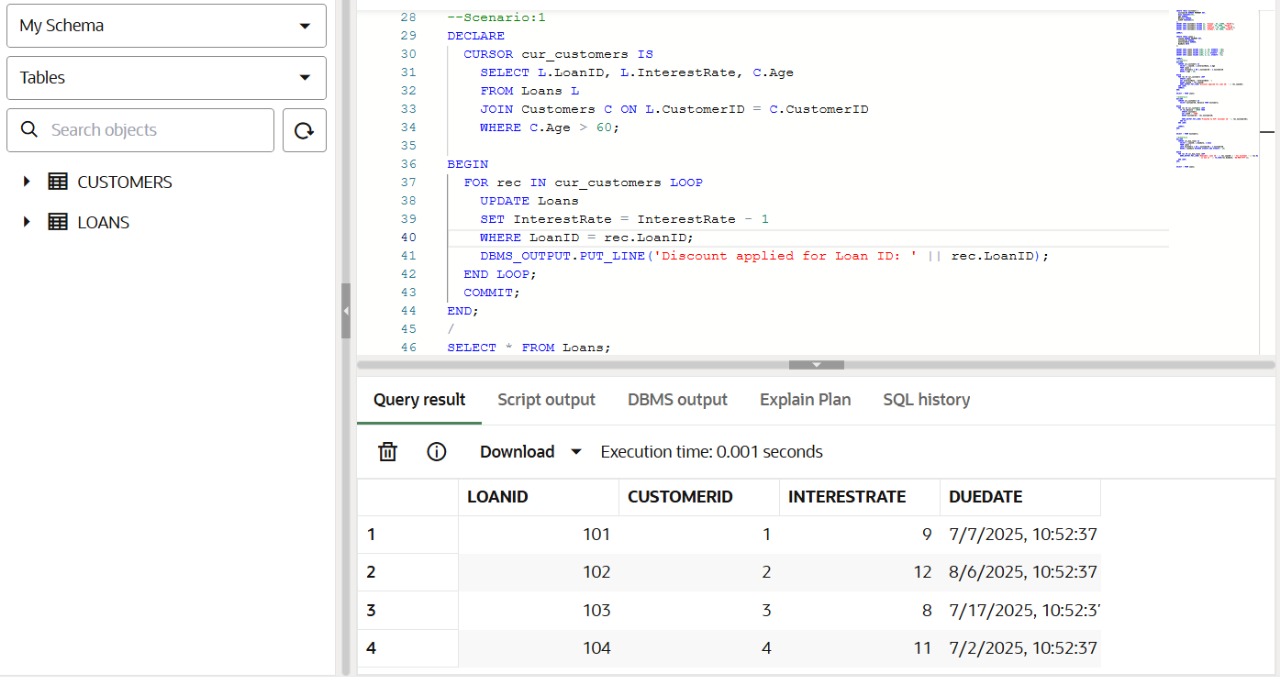 My Schema
Tables
Search objects
CUSTOMERS
LOANS
28 --Scenario:1
29 DECLARE
30 CURSOR cur_customers IS
31 SELECT L.LoanID, L.InterestRate, C.Age
32 FROM Loans L
33 JOIN Customers C ON L.CustomerID = C.CustomerID
34 WHERE C.Age > 60;
35
36 BEGIN
37 FOR rec IN cur_customers LOOP
38 UPDATE Loans
39 SET InterestRate = InterestRate - 1
40 WHERE LoanID = rec.LoanID;
41 DBMS_OUTPUT.PUT_LINE('Discount applied for Loan ID: ' || rec.LoanID);
42 END LOOP;
43 COMMIT;
44 END;
45 /
46 SELECT * FROM Loans;
Query result Script output DBMS output Explain Plan SQL history
Download Execution time: 0.001 seconds
LOANID CUSTOMERID INTERESTRATE DUEDATE
1 101 1 9 7/7/2025, 10:52:37
2 102 2 12 8/6/2025, 10:52:37
3 103 3 8 7/17/2025, 10:52:3
4 104 4 11 7/2/2025, 10:52:37